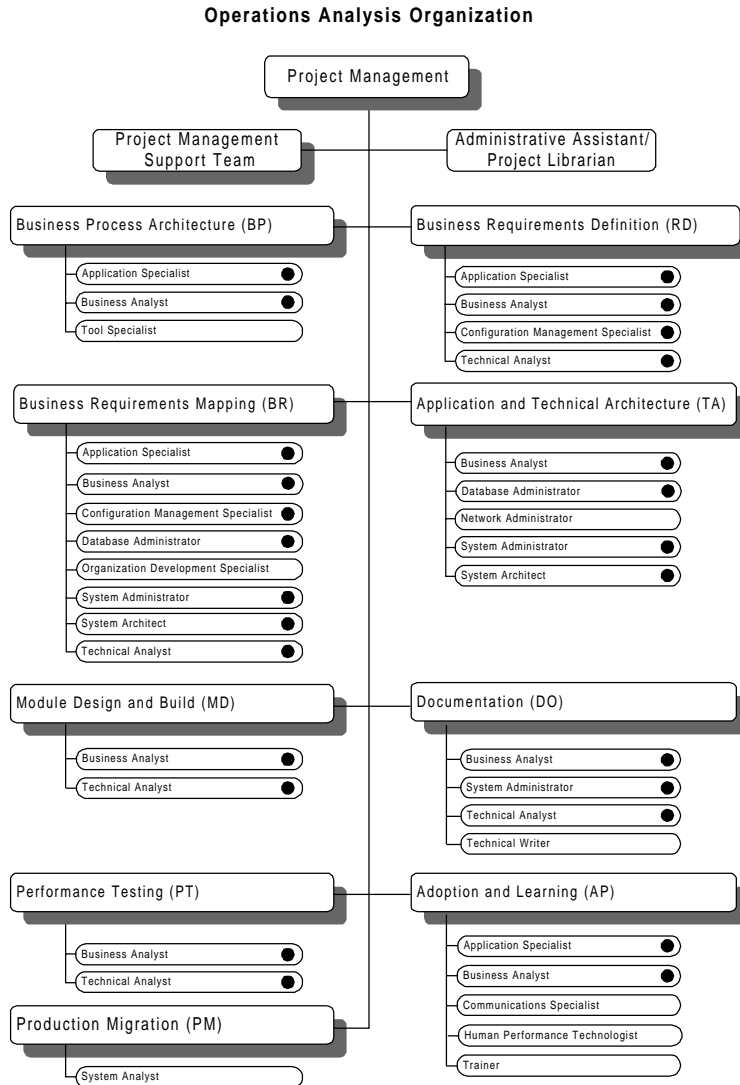 Operations Analysis Organization
Project Management
Project Management
Support Team
Administrative Assistant/
Project Librarian
Business Process Architecture (BP)
Application Specialist
Business Analyst
Tool Specialist
Business Requirements Definition (RD)
Application Specialist
Business Analyst
Configuration Management Specialist
Technical Analyst
Business Requirements Mapping (BR)
Application Specialist
Business Analyst
Configuration Management Specialist
Database Administrator
Organization Development Specialist
System Administrator
System Architect
Technical Analyst
Application and Technical Architecture (TA)
Business Analyst
Database Administrator
Network Administrator
System Administrator
System Architect
Module Design and Build (MD)
Business Analyst
Technical Analyst
Documentation (DO)
Business Analyst
System Administrator
Technical Analyst
Technical Writer
Performance Testing (PT)
Business Analyst
Technical Analyst
Adoption and Learning (AP)
Application Specialist
Business Analyst
Communications Specialist
Human Performance Technologist
Trainer
Production Migration (PM)
System Analyst